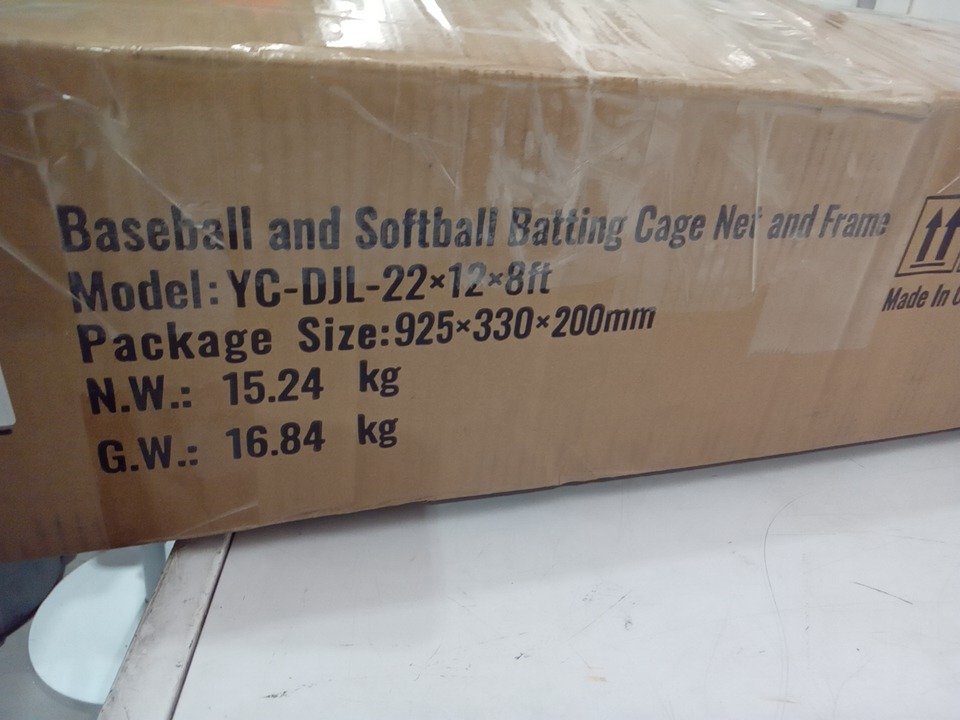 Baseball and Softball Batting Cage Net and Frame
Model: YC-DJL-22×12×8ft
Package Size:925×330×200mm
N.W.: 15.24 kg
G.W.: 16.84 kg
Made In